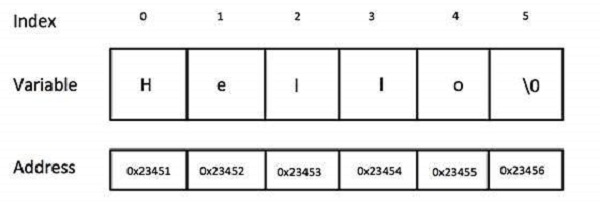 Index 0 1 2 3 4 5
Variable H e l l o \0
Address 0x23451 0x23452 0x23453 0x23454 0x23455 0x23456